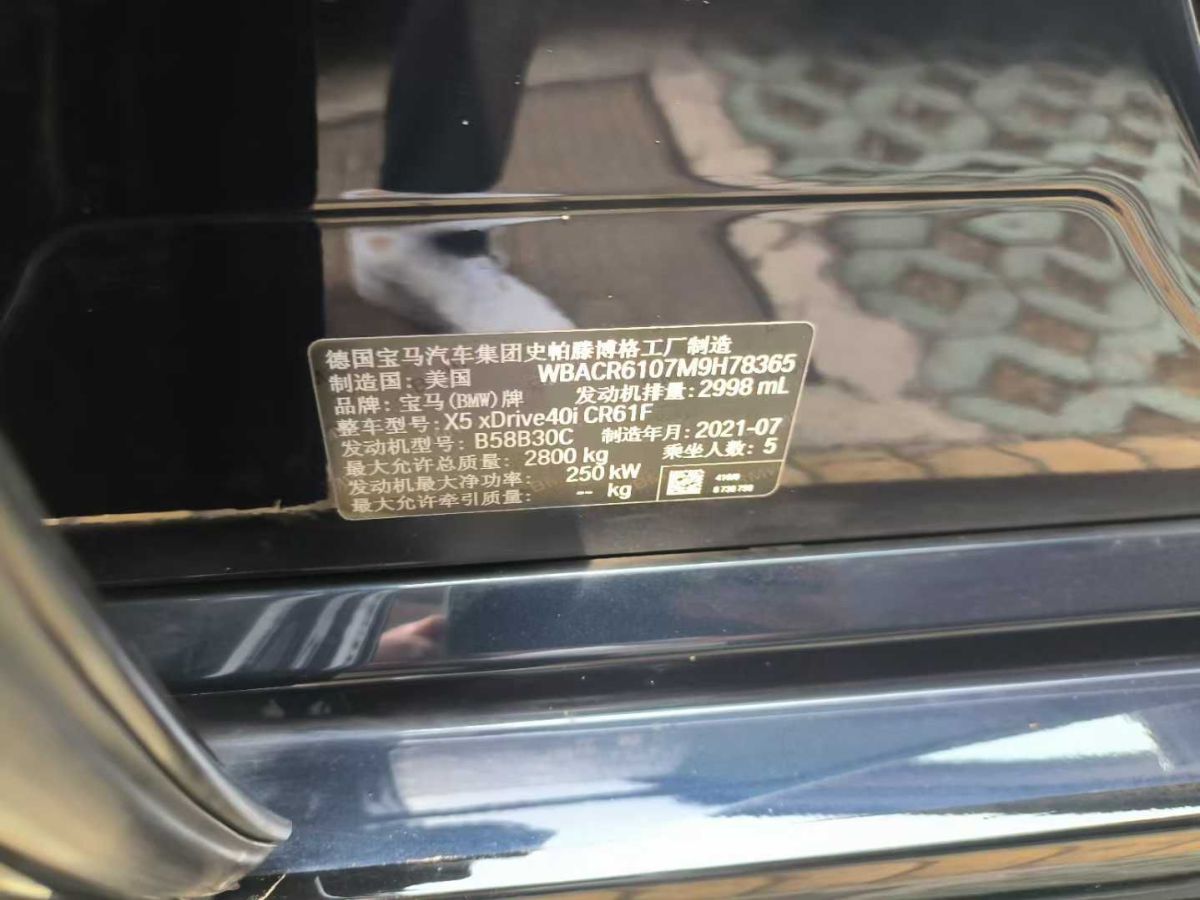 德国宝马汽车集团史帕滕博格工厂制造
制造国: 美国 WBACR6107M9H78365
品牌: 宝马(BMW)牌 发动机排量: 2998 mL
整车型号: X5 xDrive40i CR61F
发动机型号: B58B30C 制造年月: 2021-07
最大允许总质量: 2800 kg 乘坐人数: 5
发动机最大净功率: 250 kW
最大允许牵引质量: -- kg